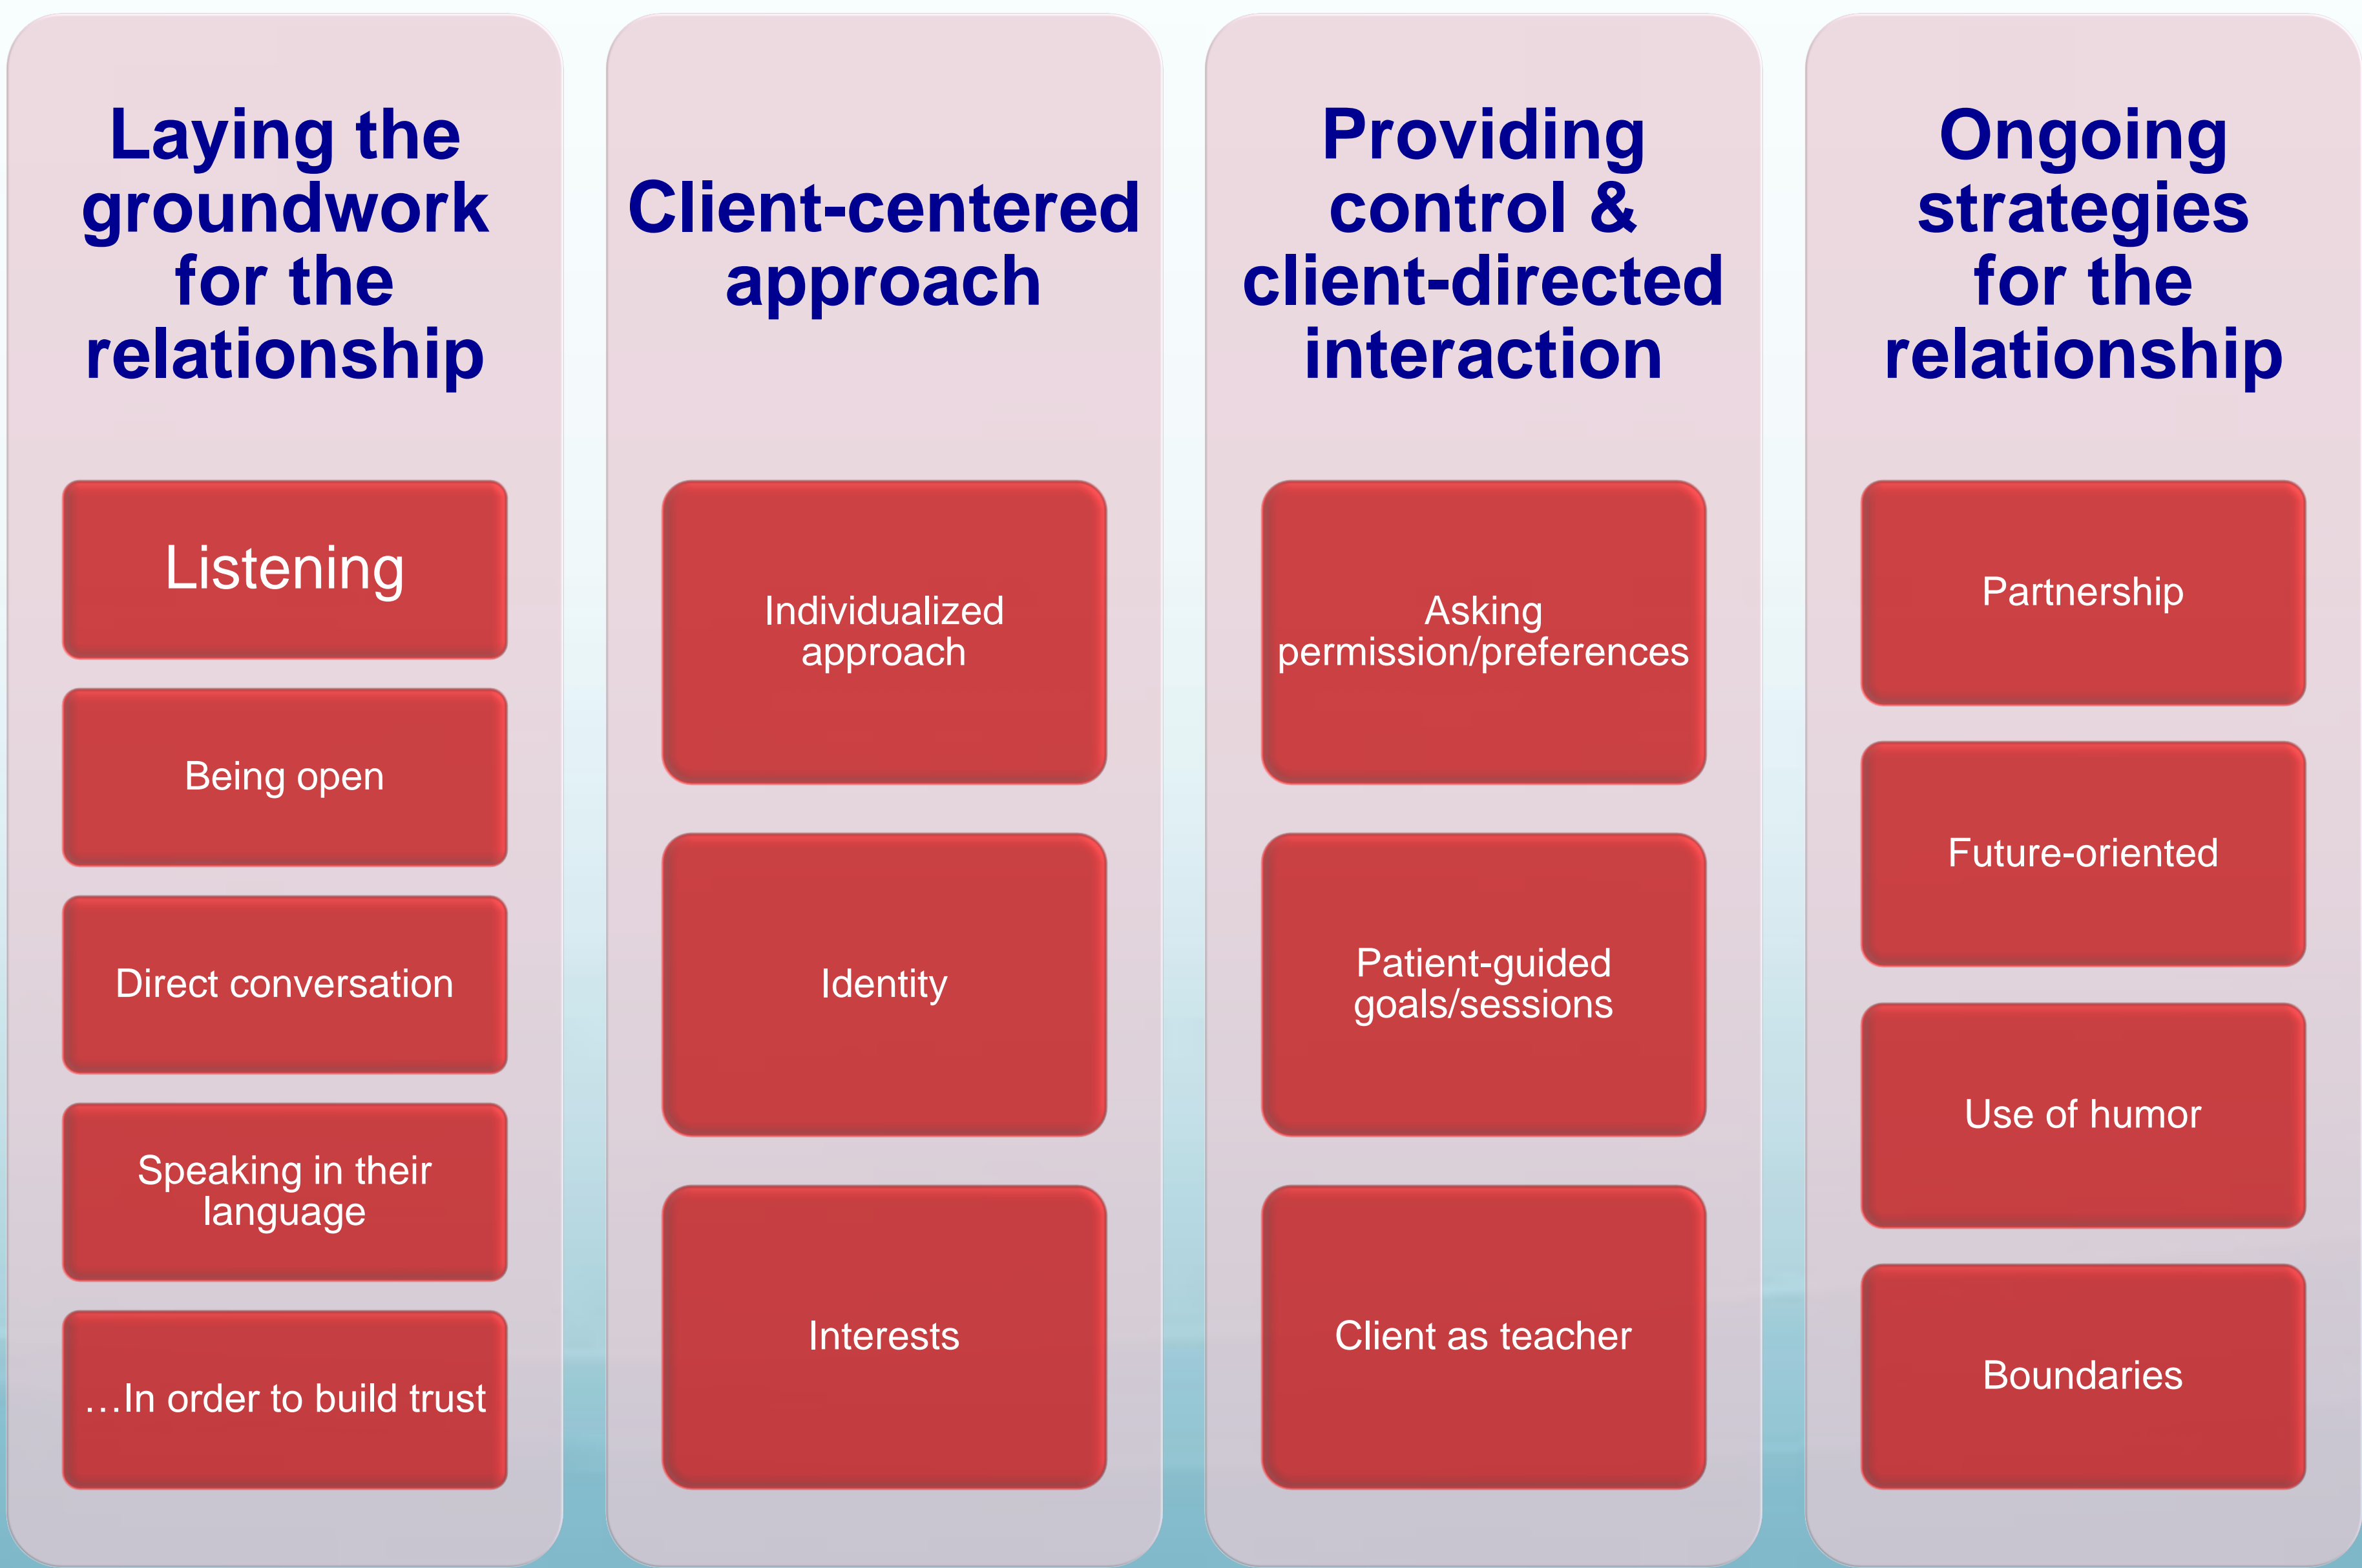 Laying the
groundwork
for the
relationship
Listening
Being open
Direct conversation
Speaking in their
language
…In order to build trust
Client-centered
approach
Individualized
approach
Identity
Interests
Providing
control &
client-directed
interaction
Asking
permission/preferences
Patient-guided
goals/sessions
Client as teacher
Ongoing
strategies
for the
relationship
Partnership
Future-oriented
Use of humor
Boundaries